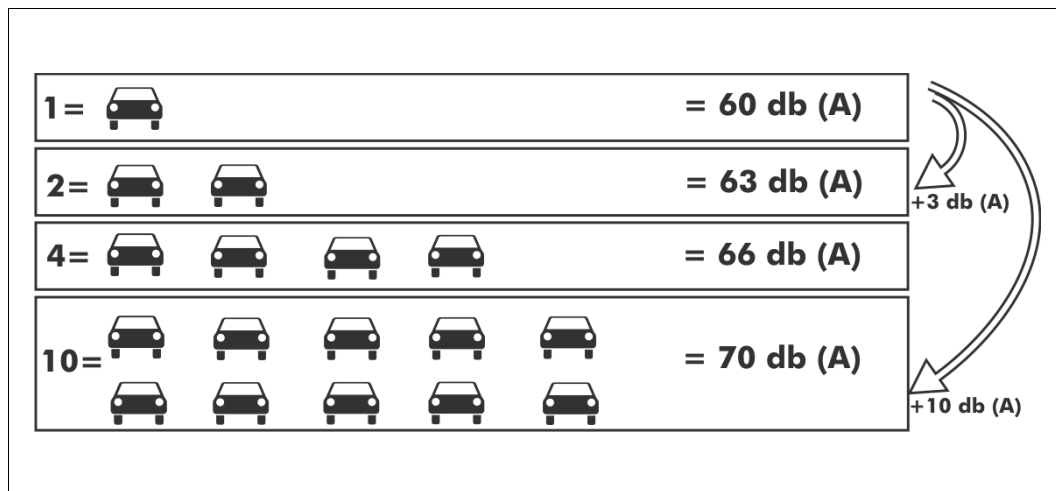 1= = 60 db (A)
2= = 63 db (A)
+3 db (A)
4= = 66 db (A)
10= = 70 db (A)
+10 db (A)